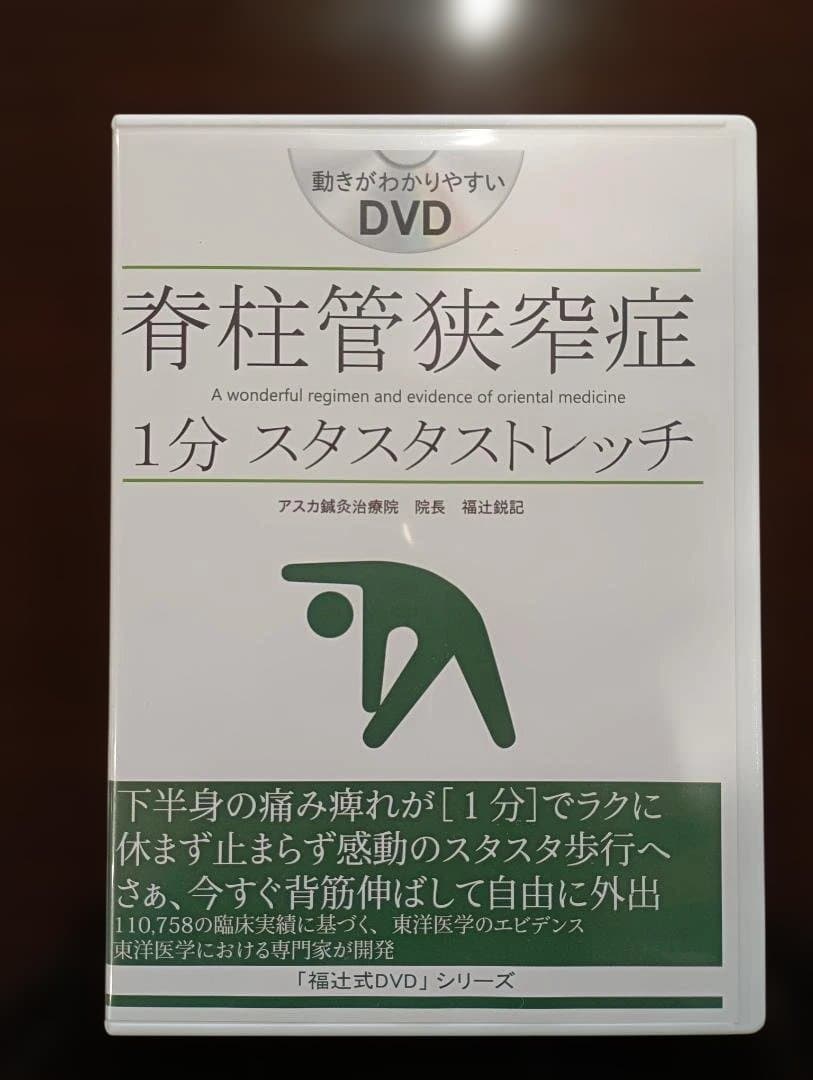 動きがわかりやすい
DVD
脊柱管狭窄症
A wonderful regimen and evidence of oriental medicine
1分 スタスタストレッチ
アスカ鍼灸治療院 院長 福辻鋭記
下半身の痛み痺れが[1分]でラクに
休まず止まらず感動のスタスタ歩行へ
さぁ、今すぐ背筋伸ばして自由に外出
110,758の臨床実績に基づく、東洋医学のエビデンス
東洋医学における専門家が開発
「福辻式DVD」シリーズ